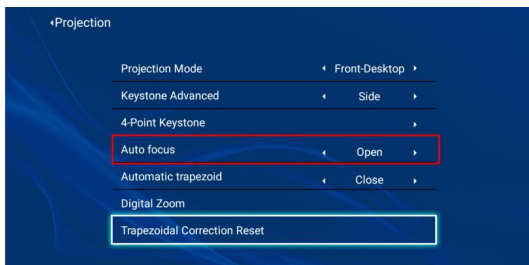 Projection
Projection Mode Front-Desktop
Keystone Advanced Side
4-Point Keystone
Auto focus Open
Automatic trapezoid Close
Digital Zoom
Trapezoidal Correction Reset